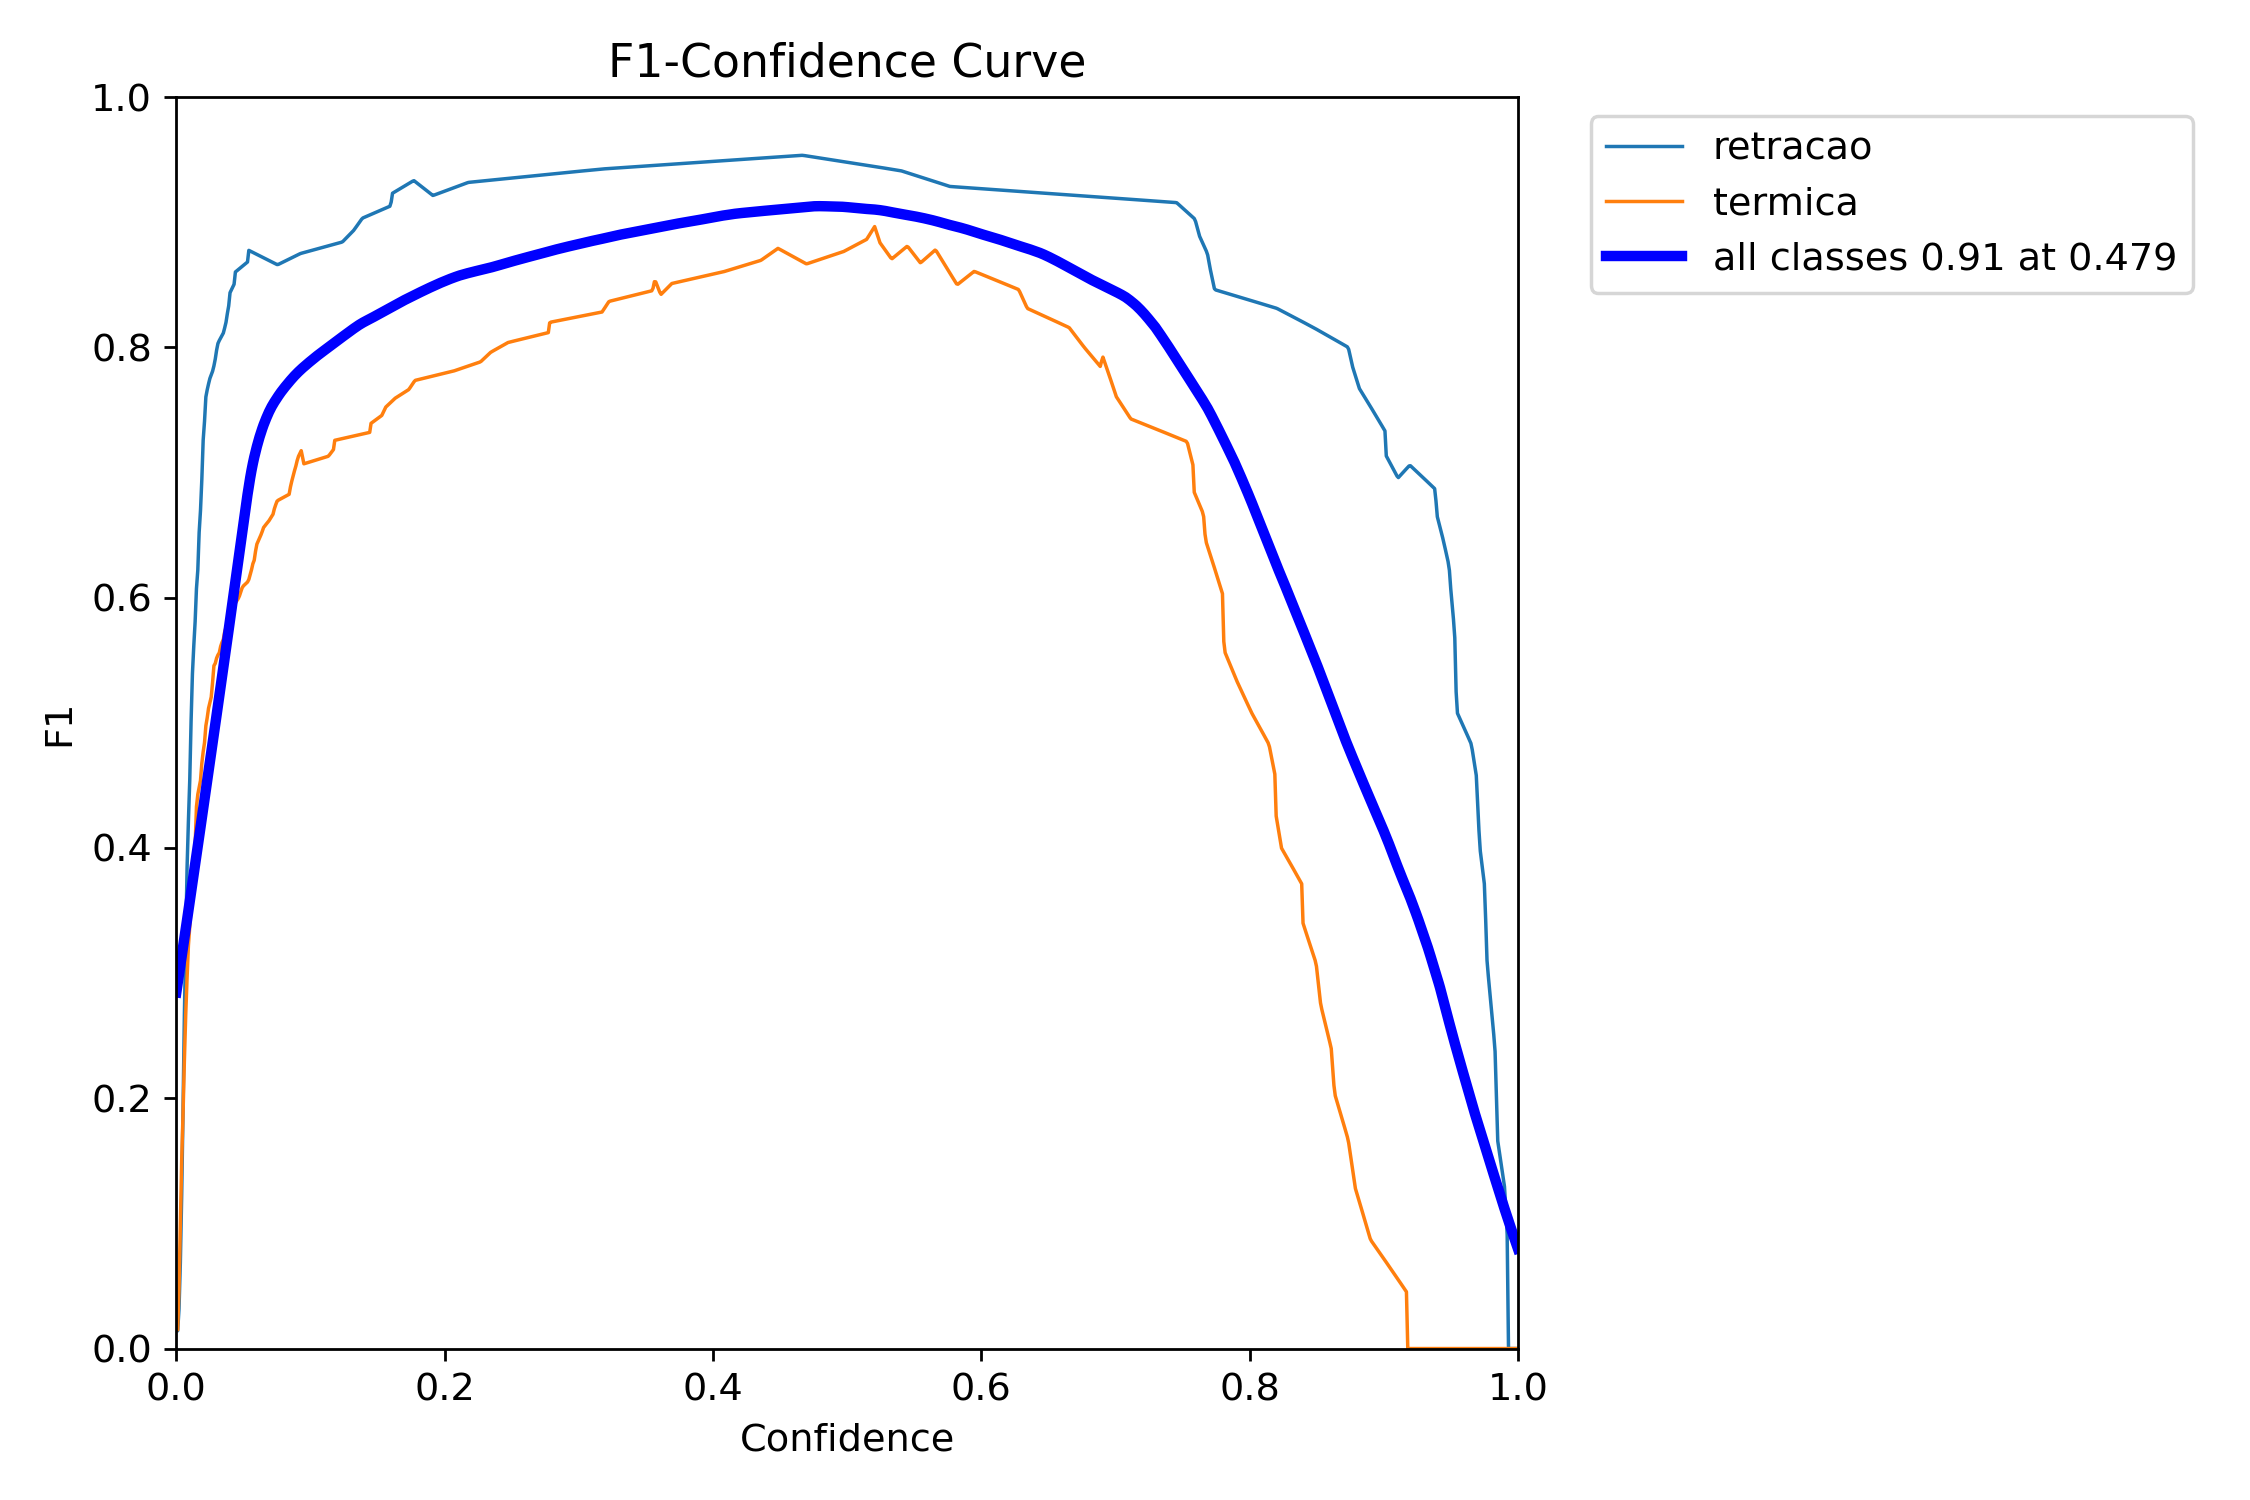 F1-Confidence Curve
retracao
termica
all classes 0.91 at 0.479
1.0
0.8
0.6
0.4
0.2
0.0
F1
0.0 0.2 0.4 0.6 0.8 1.0
Confidence